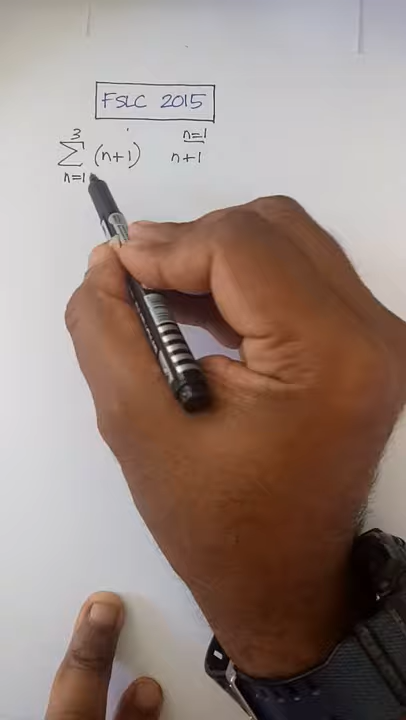 FSLC 2015
3
∑ (n+1)
n=1
n=1
n+1